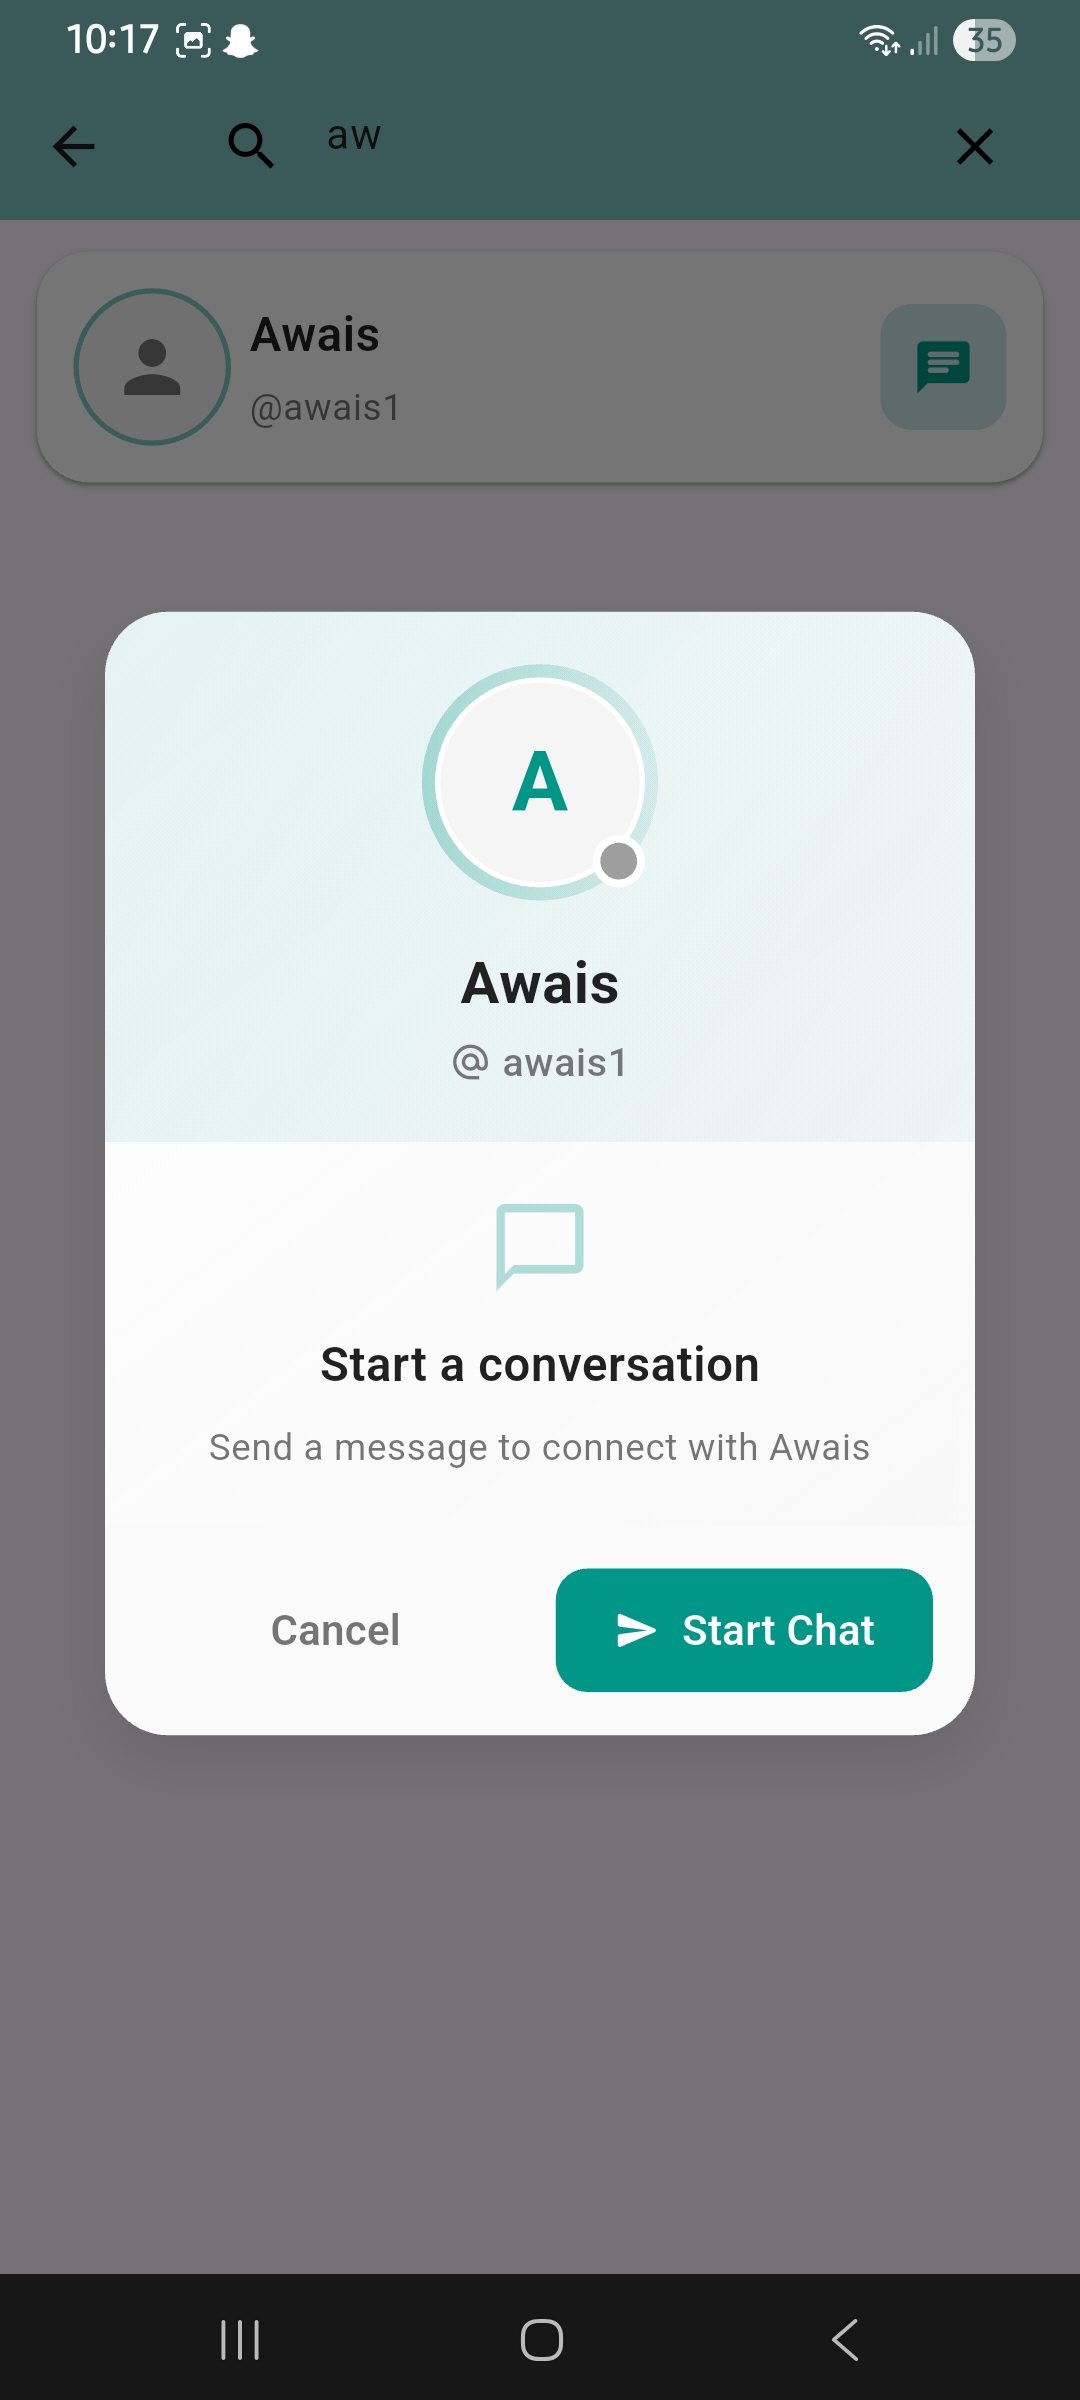 10:17
35
aw
Awais
@awais1
A
Awais
@ awais1
Start a conversation
Send a message to connect with Awais
Cancel
Start Chat